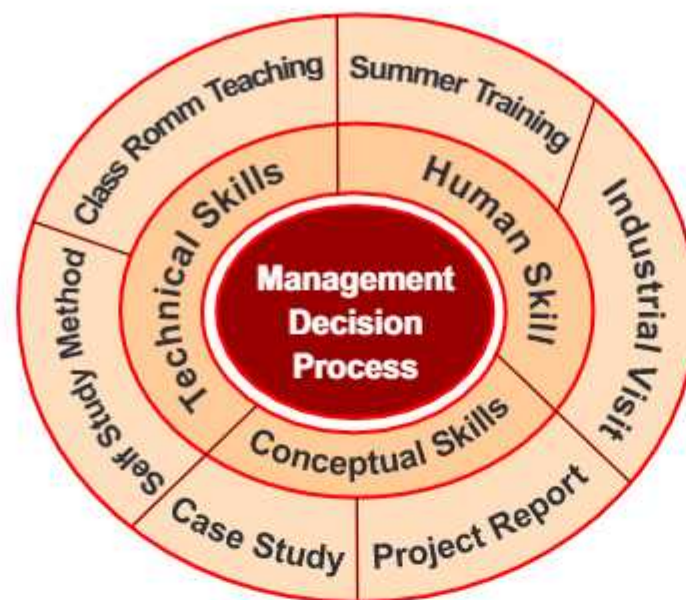 Class Romm Teaching
Summer Training
Industrial Visit
Project Report
Case Study
Self Study Method
Technical Skills
Human Skill
Conceptual Skills
Management
Decision
Process